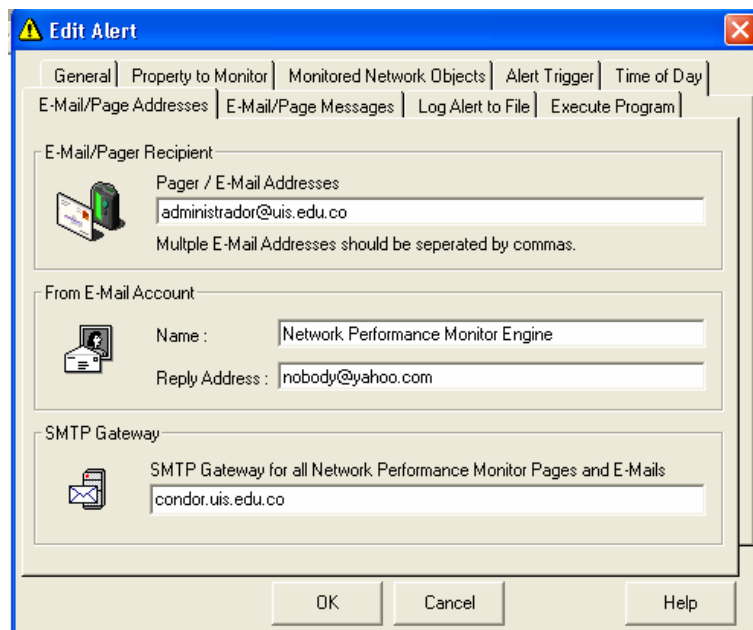 Edit Alert
General Property to Monitor Monitored Network Objects Alert Trigger Time of Day
E-Mail/Page Addresses E-Mail/Page Messages Log Alert to File Execute Program
E-Mail/Pager Recipient
Pager / E-Mail Addresses
administrador@uis.edu.co
Multple E-Mail Addresses should be seperated by commas.
From E-Mail Account
Name : Network Performance Monitor Engine
Reply Address : nobody@yahoo.com
SMTP Gateway
SMTP Gateway for all Network Performance Monitor Pages and E-Mails
condor.uis.edu.co
OK Cancel Help